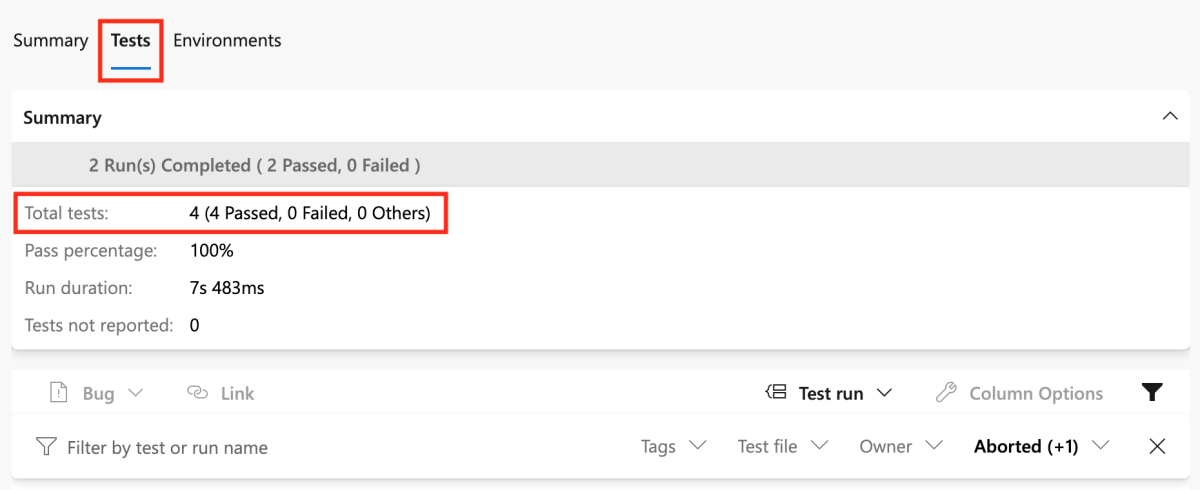 Summary Tests Environments
Summary
2 Run(s) Completed ( 2 Passed, 0 Failed )
Total tests: 4 (4 Passed, 0 Failed, 0 Others)
Pass percentage: 100%
Run duration: 7s 483ms
Tests not reported: 0
Bug Link Test run Column Options
Filter by test or run name Tags Test file Owner Aborted (+1)